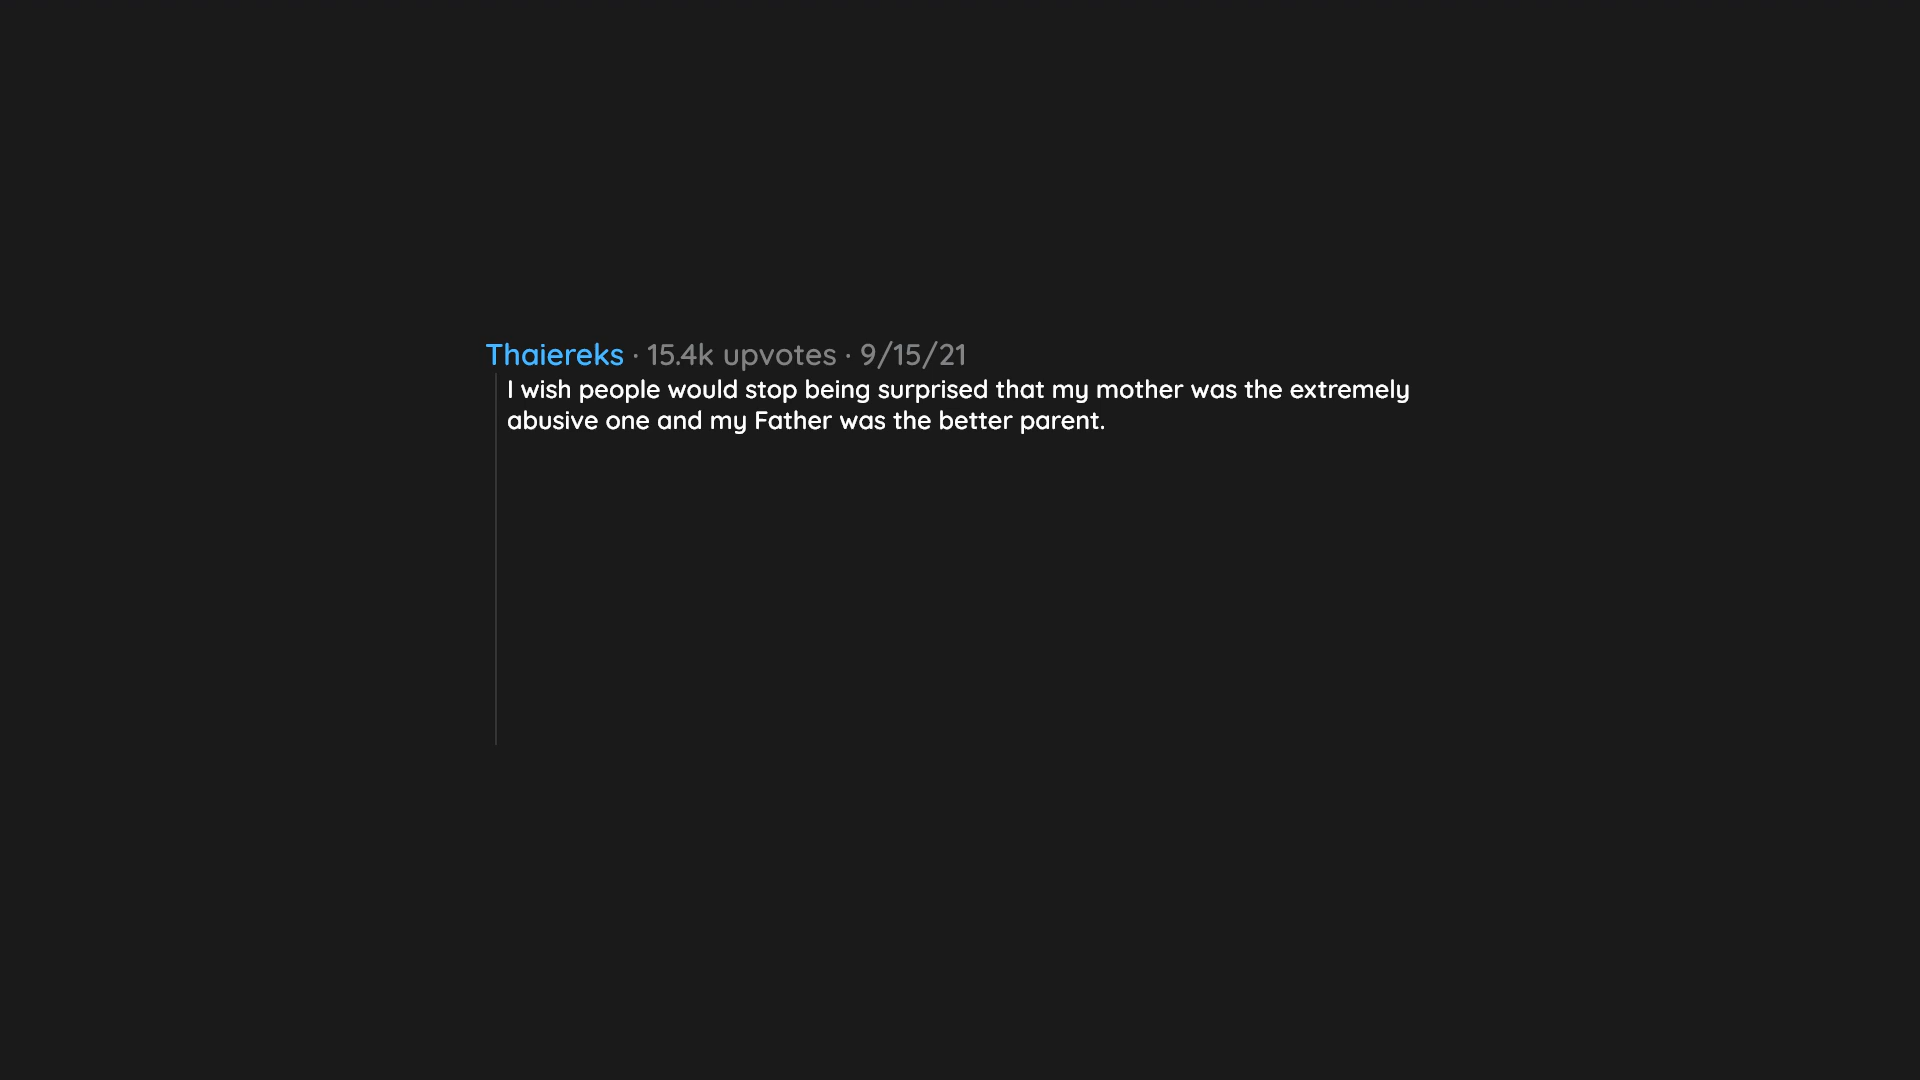 Thaiereks · 15.4k upvotes · 9/15/21
I wish people would stop being surprised that my mother was the extremely
abusive one and my Father was the better parent.